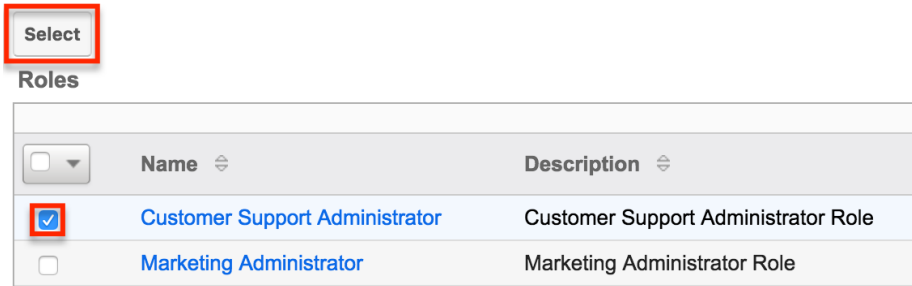 Select
Roles
Name Description
Customer Support Administrator Customer Support Administrator Role
Marketing Administrator Marketing Administrator Role